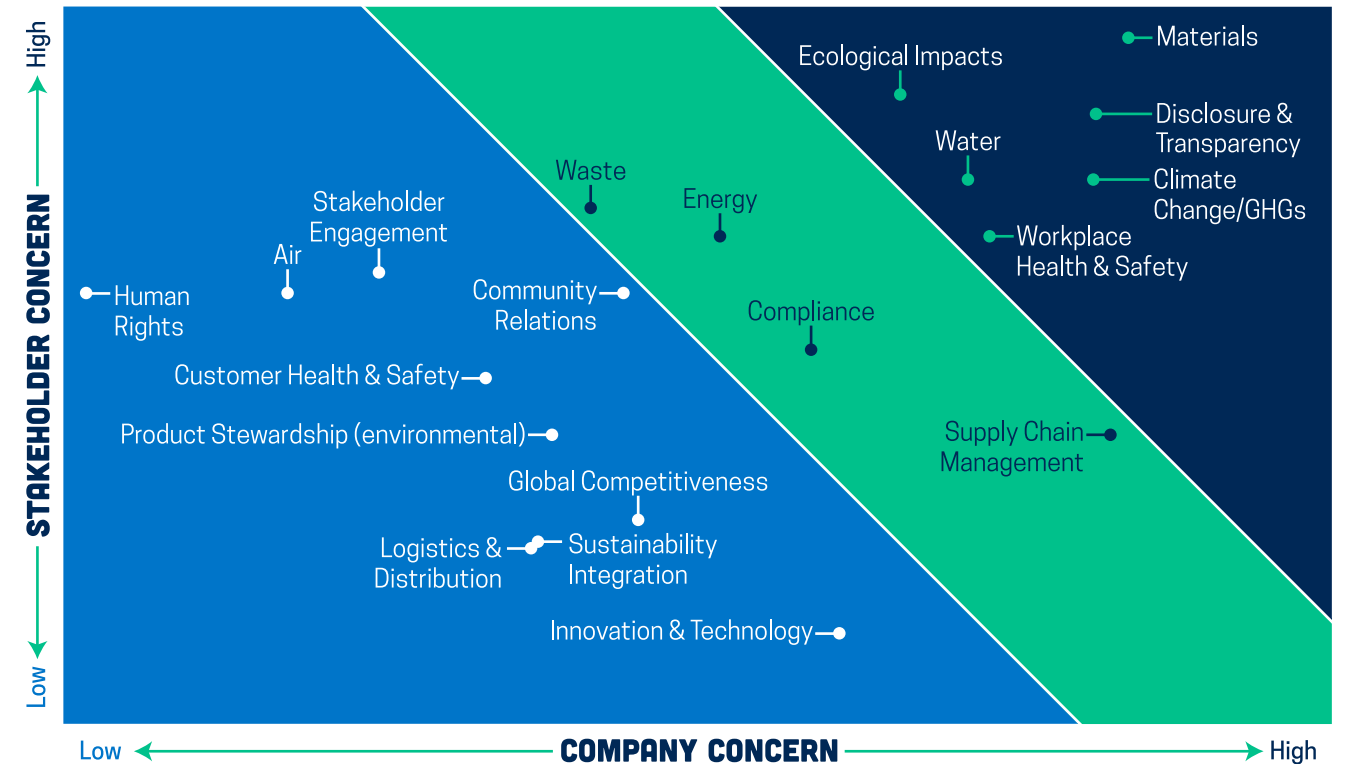 High
STAKEHOLDER CONCERN
Low
Materials
Ecological Impacts
Disclosure &
Transparency
Water
Climate
Change/GHGs
Workplace
Health & Safety
Waste
Energy
Stakeholder
Engagement
Air
Human
Rights
Community
Relations
Compliance
Customer Health & Safety
Product Stewardship (environmental)
Supply Chain
Management
Global Competitiveness
Logistics &
Distribution
Sustainability
Integration
Innovation & Technology
Low
COMPANY CONCERN
High